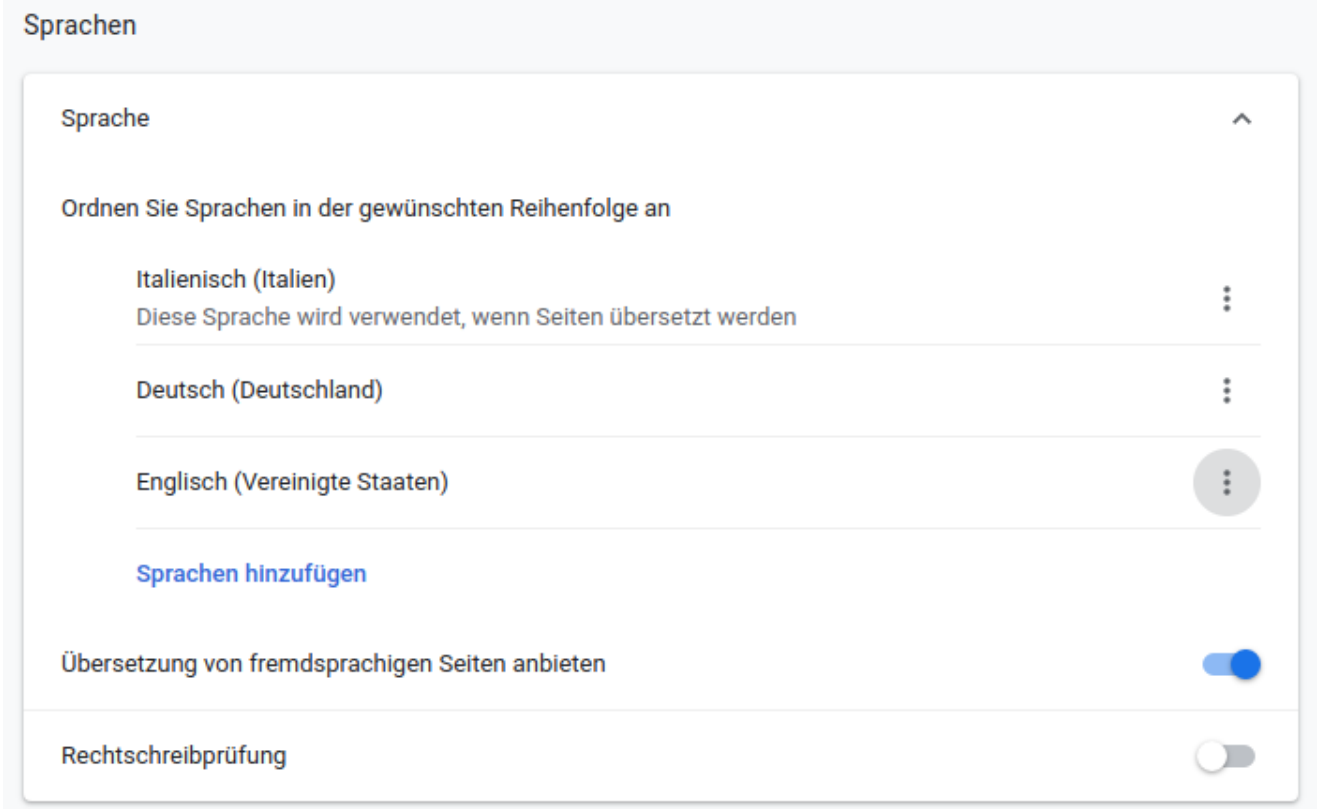 Sprachen
Sprache
Ordnen Sie Sprachen in der gewünschten Reihenfolge an
Italienisch (Italien)
Diese Sprache wird verwendet, wenn Seiten übersetzt werden
Deutsch (Deutschland)
Englisch (Vereinigte Staaten)
Sprachen hinzufügen
Übersetzung von fremdsprachigen Seiten anbieten
Rechtschreibprüfung